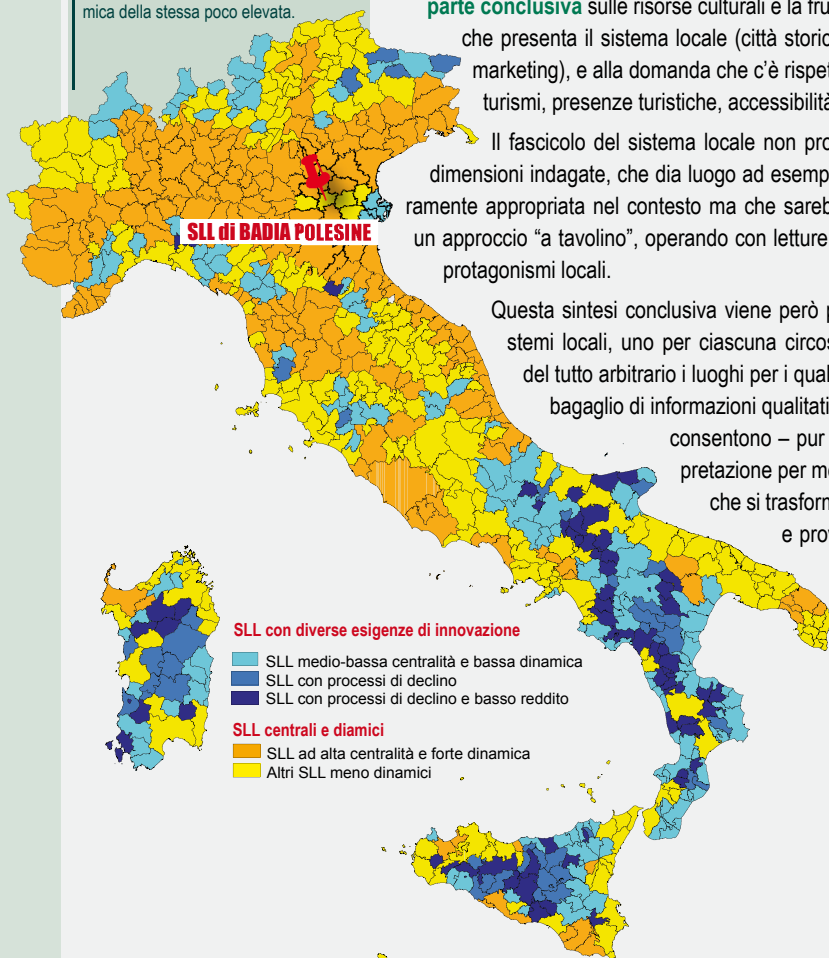 mica della stessa poco elevata.
parte conclusiva sulle risorse culturali e la fru
che presenta il sistema locale (città storic
marketing), e alla domanda che c'è rispet
turismi, presenze turistiche, accessibilità
Il fascicolo del sistema locale non pro
dimensioni indagate, che dia luogo ad esemp
ramente appropriata nel contesto ma che sareb
un approccio “a tavolino”, operando con letture
protagonismi locali.
Questa sintesi conclusiva viene però p
stemi locali, uno per ciascuna circos
del tutto arbitrario i luoghi per i qual
bagaglio di informazioni qualitati
consentono – pur
pretazione per me
che si trasform
e prov
SLL di BADIA POLESINE
SLL con diverse esigenze di innovazione
SLL medio-bassa centralità e bassa dinamica
SLL con processi di declino
SLL con processi di declino e basso reddito
SLL centrali e diamici
SLL ad alta centralità e forte dinamica
Altri SLL meno dinamici